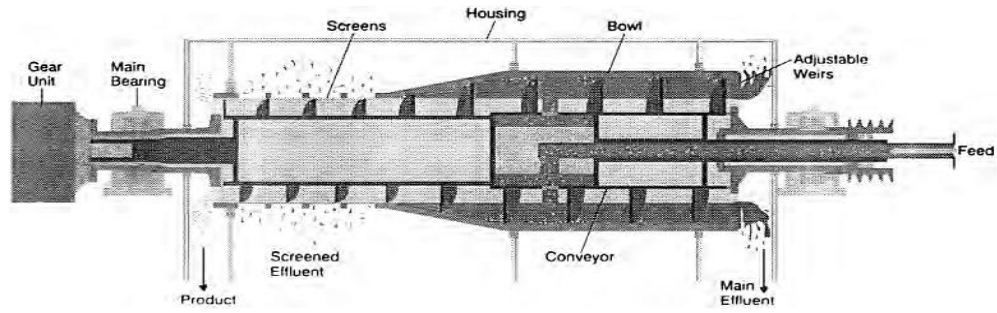 Housing
Screens
Bowl
Gear
Unit
Main
Bearing
Adjustable
Weirs
Feed
Screened
Effluent
Conveyor
Product
Main
Effluent